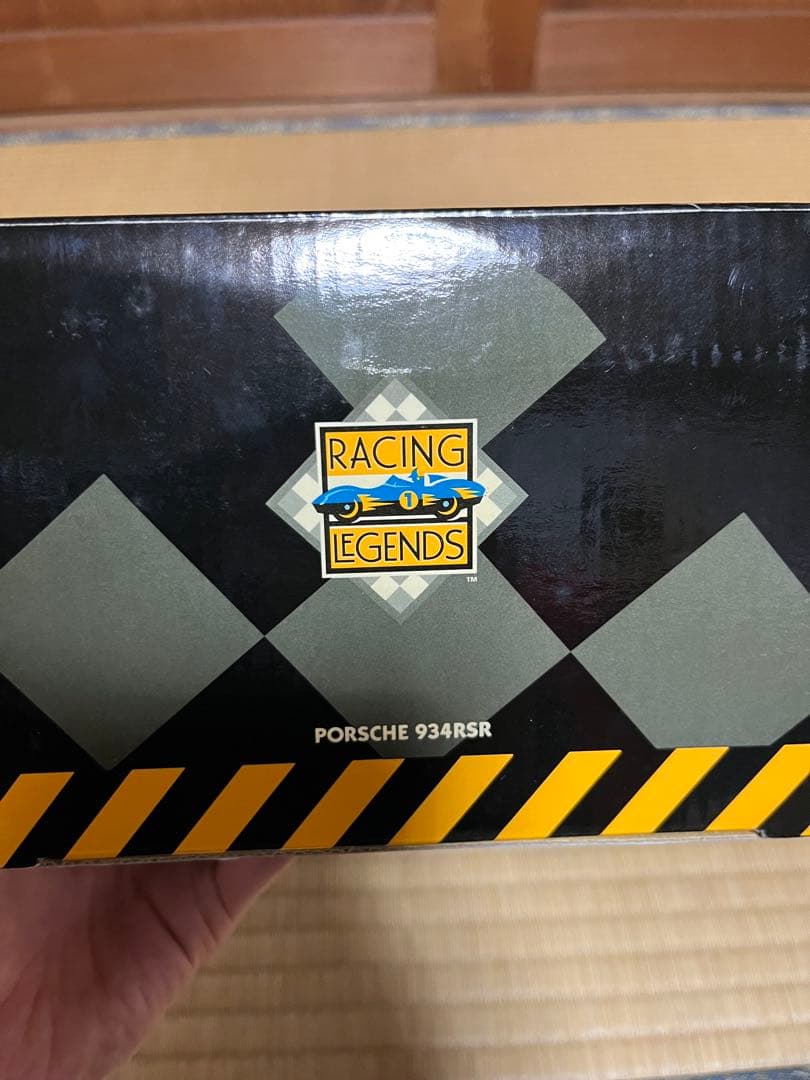 RACING
1
LEGENDS
TM
PORSCHE 934RSR